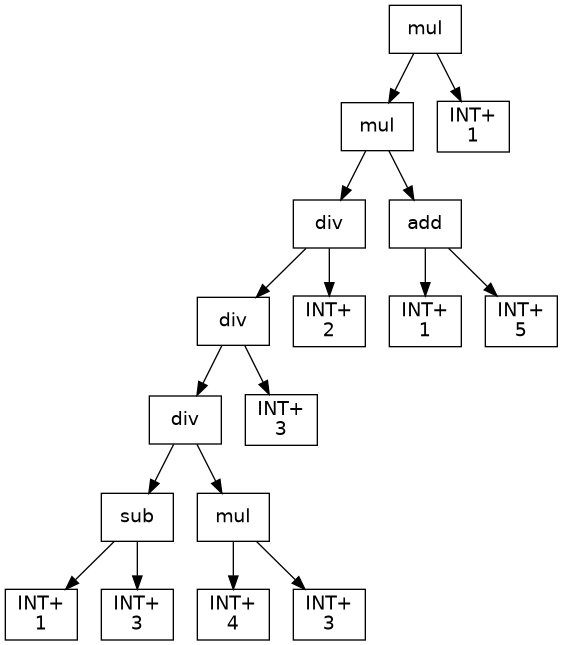 mul
mul
INT+
1
div
add
div
INT+
2
INT+
1
INT+
5
div
INT+
3
sub
mul
INT+
1
INT+
3
INT+
4
INT+
3